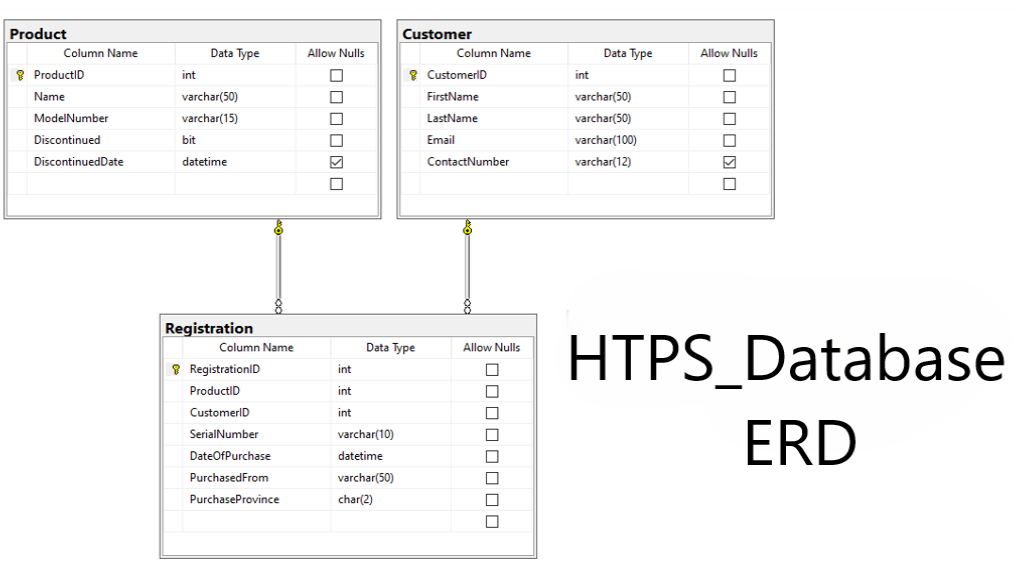 Product
Column Name Data Type Allow Nulls
ProductID int
Name varchar(50)
ModelNumber varchar(15)
Discontinued bit
DiscontinuedDate datetime
Customer
Column Name Data Type Allow Nulls
CustomerID int
FirstName varchar(50)
LastName varchar(50)
Email varchar(100)
ContactNumber varchar(12)
Registration
Column Name Data Type Allow Nulls
RegistrationID int
ProductID int
CustomerID int
SerialNumber varchar(10)
DateOfPurchase datetime
PurchasedFrom varchar(50)
PurchaseProvince char(2)
HTPS_Database
ERD